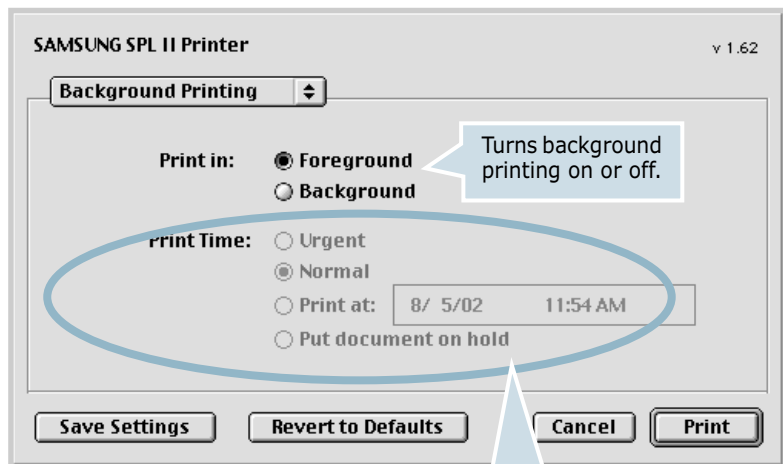 SAMSUNG SPL II Printer
v 1.62
Background Printing
Print in:
Foreground
Turns background
printing on or off.
Background
Print Time:
Urgent
Normal
Print at:
8/ 5/02 11:54 AM
Put document on hold
Save Settings
Revert to Defaults
Cancel
Print